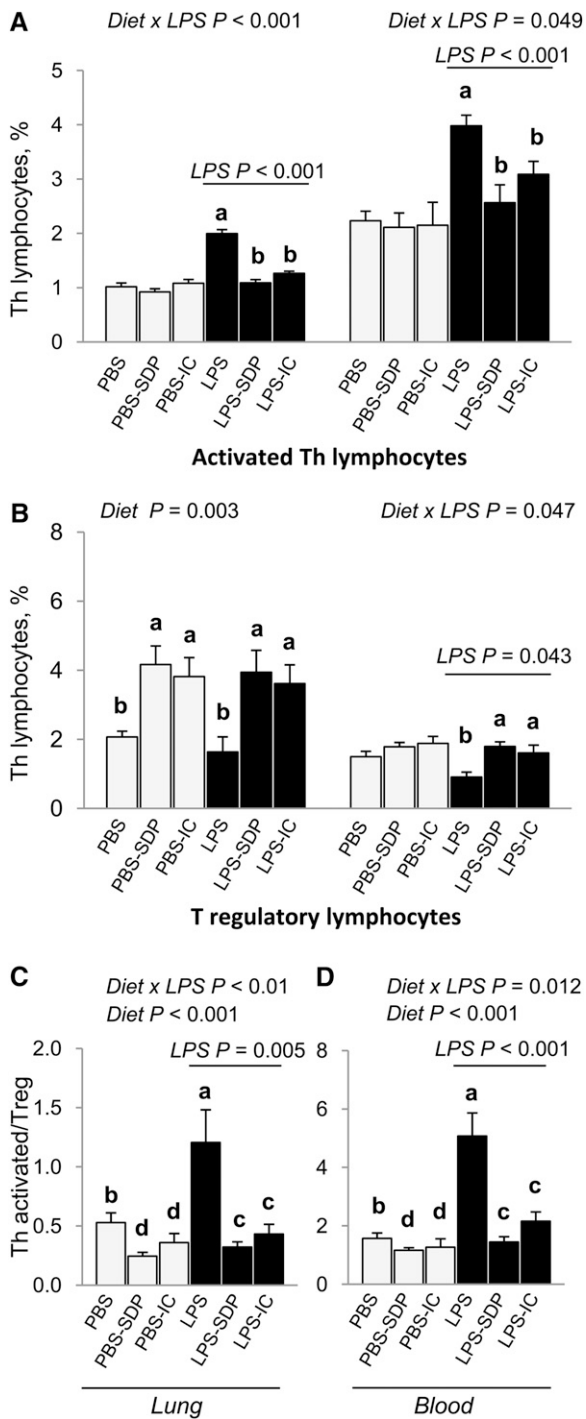 A
Diet x LPS P < 0.001
Diet x LPS P = 0.049
LPS P < 0.001
LPS P < 0.001
Th lymphocytes, %
5
4
3
2
1
0
a
b
b
a
b
b
PBS
PBS-SDP
PBS-IC
LPS
LPS-SDP
LPS-IC
PBS
PBS-SDP
PBS-IC
LPS
LPS-SDP
LPS-IC
Activated Th lymphocytes
B
Diet P = 0.003
Diet x LPS P = 0.047
LPS P = 0.043
Th lymphocytes, %
8
6
4
2
0
b
a
a
b
a
a
b
a
a
PBS
PBS-SDP
PBS-IC
LPS
LPS-SDP
LPS-IC
PBS
PBS-SDP
PBS-IC
LPS
LPS-SDP
LPS-IC
T regulatory lymphocytes
C
Diet x LPS P < 0.01
Diet P < 0.001
LPS P = 0.005
Th activated/Treg
2.0
1.5
1.0
0.5
0.0
b
d
d
a
c
c
PBS
PBS-SDP
PBS-IC
LPS
LPS-SDP
LPS-IC
Lung
D
Diet x LPS P = 0.012
Diet P < 0.001
LPS P < 0.001
8
6
4
2
0
b
d
d
a
c
c
PBS
PBS-SDP
PBS-IC
LPS
LPS-SDP
LPS-IC
Blood